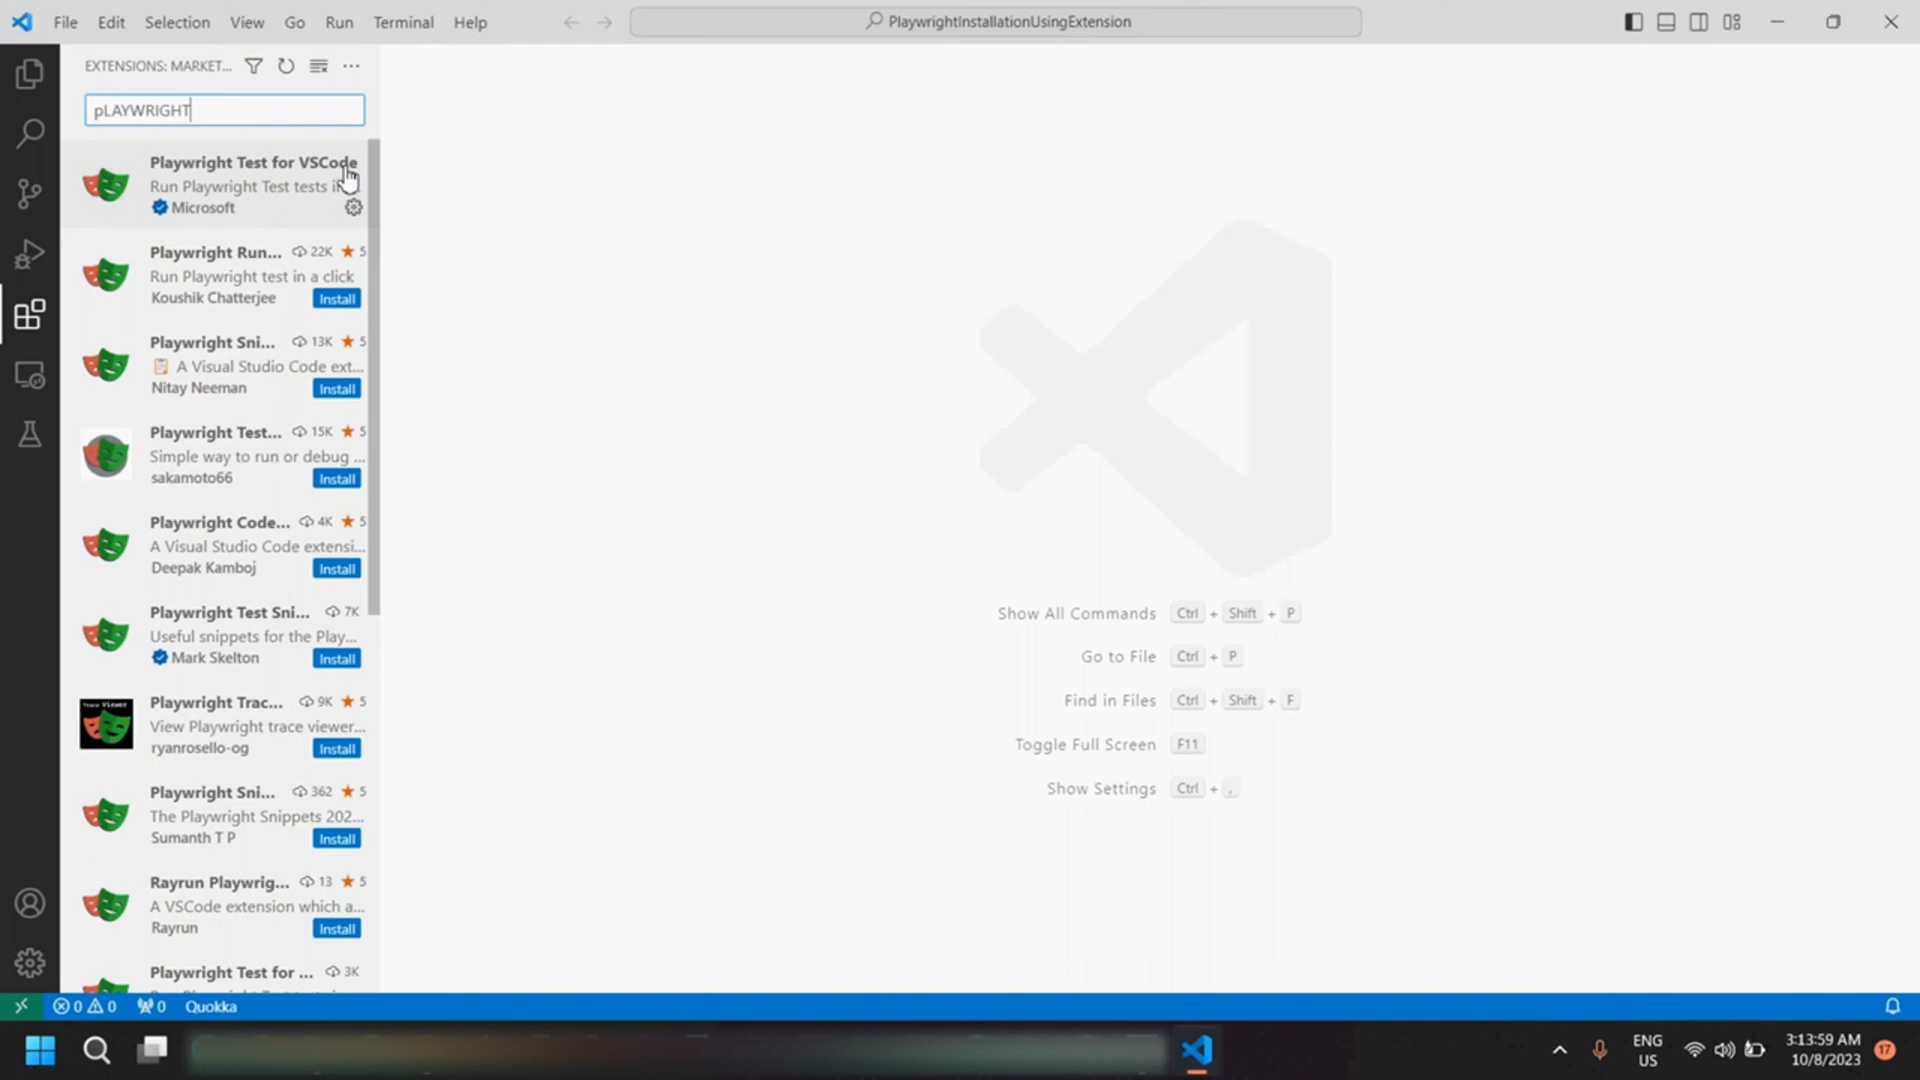 File Edit Selection View Go Run Terminal Help
PlaywrightInstallationUsingExtension
EXTENSIONS: MARKET...
pLAYWRIGHT
Playwright Test for VSCode
Run Playwright Test tests i
Microsoft
Playwright Run... 22K ★ 5
Run Playwright test in a click
Koushik Chatterjee Install
Playwright Sni... 13K ★ 5
A Visual Studio Code ext...
Nitay Neeman Install
Playwright Test... 15K ★ 5
Simple way to run or debug ...
sakamoto66 Install
Playwright Code... 4K ★ 5
A Visual Studio Code extensi...
Deepak Kamboj Install
Playwright Test Sni... 7K
Useful snippets for the Play...
Mark Skelton Install
Playwright Trac... 9K ★ 5
View Playwright trace viewer...
ryanrosello-og Install
Playwright Sni... 362 ★ 5
The Playwright Snippets 202...
Sumanth T P Install
Rayrun Playwrig... 13 ★ 5
A VSCode extension which a...
Rayrun Install
Playwright Test for ... 3K
Show All Commands Ctrl + Shift + P
Go to File Ctrl + P
Find in Files Ctrl + Shift + F
Toggle Full Screen F11
Show Settings Ctrl + ,
0 0 0 Quokka
ENG
US
3:13:59 AM
10/8/2023
17